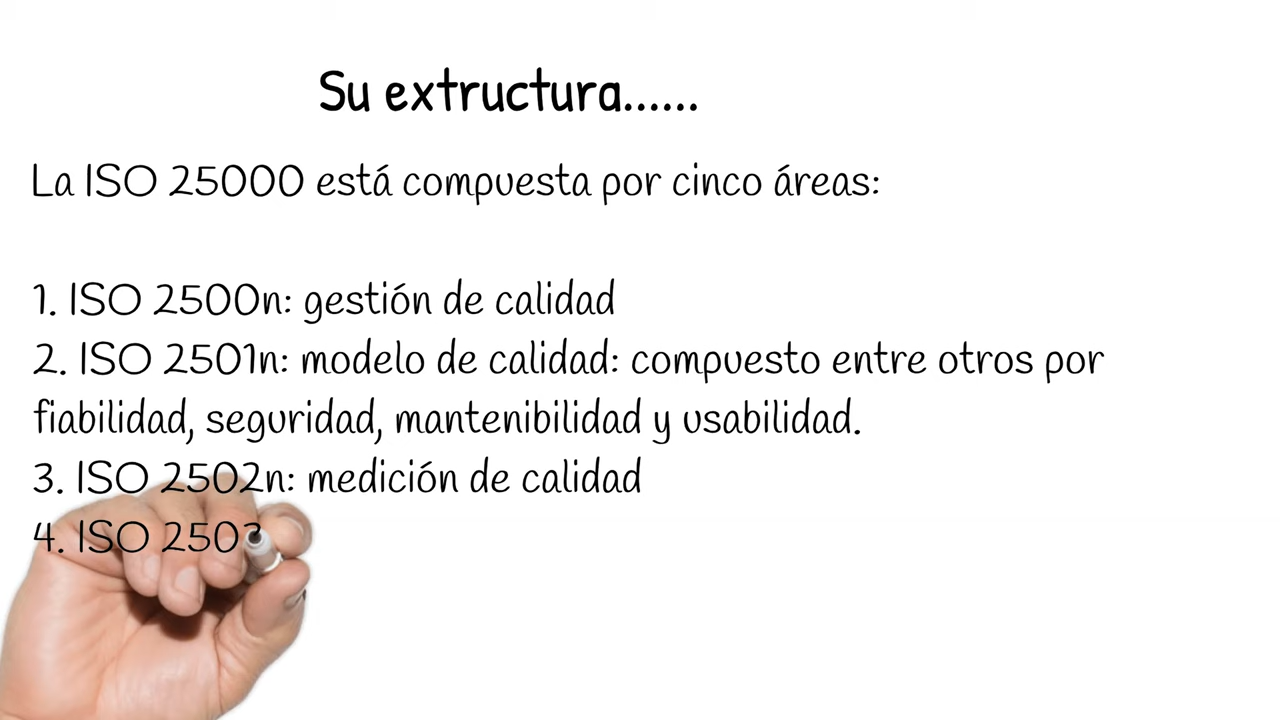 Su extructura......
La ISO 25000 está compuesta por cinco áreas:
1. ISO 2500n: gestión de calidad
2. ISO 2501n: modelo de calidad: compuesto entre otros por
fiabilidad, seguridad, mantenibilidad y usabilidad.
3. ISO 2502n: medición de calidad
4. ISO